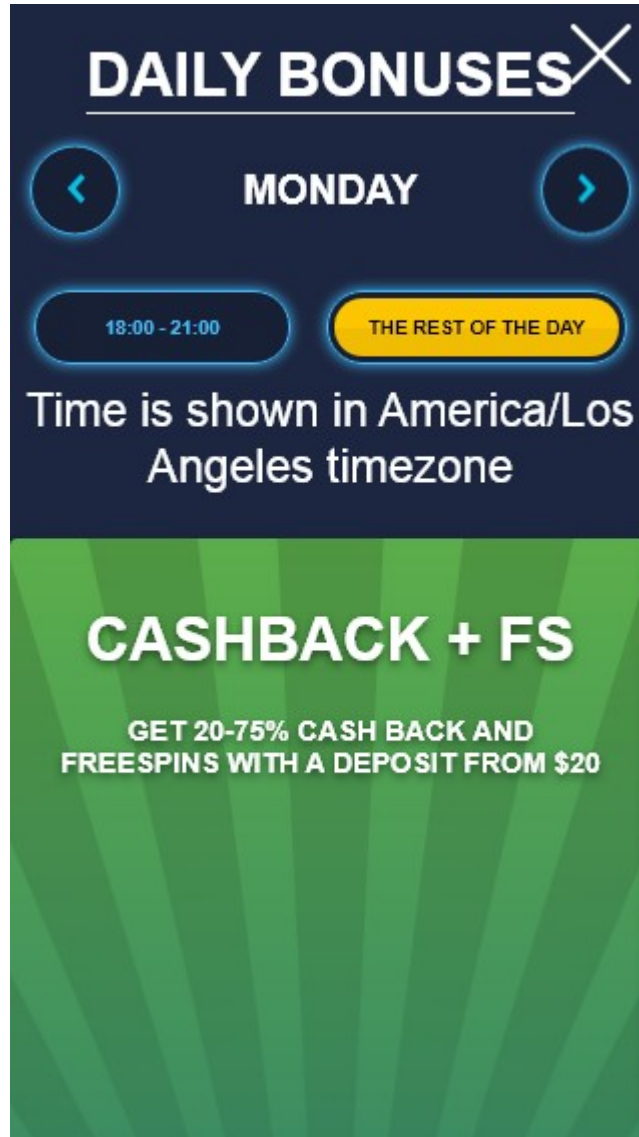 DAILY BONUSES
MONDAY
18:00 - 21:00
THE REST OF THE DAY
Time is shown in America/Los
Angeles timezone
CASHBACK + FS
GET 20-75% CASH BACK AND
FREESPINS WITH A DEPOSIT FROM $20